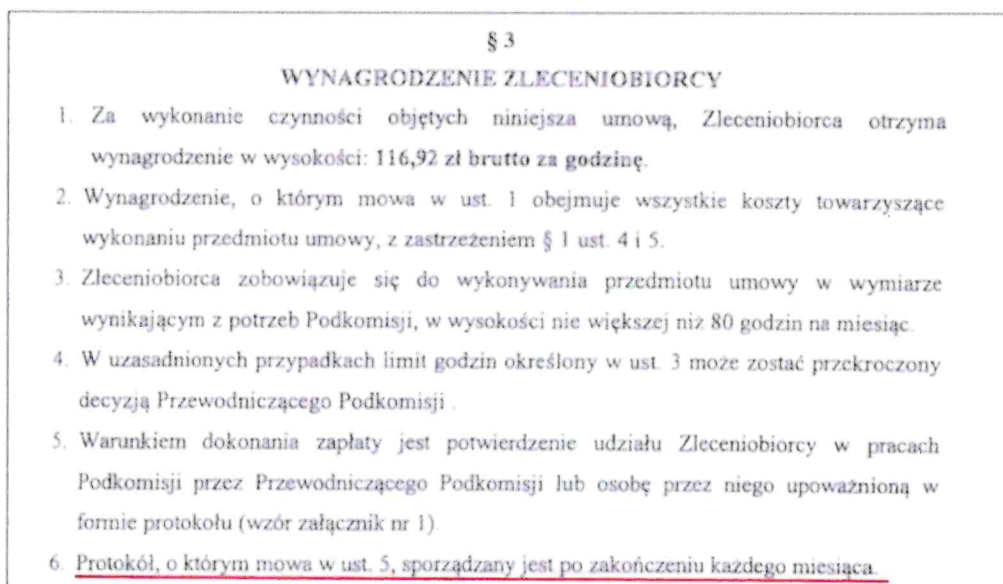 § 3
WYNAGRODZENIE ZLECENIOBIORCY
1. Za wykonanie czynności objętych niniejsza umową, Zleceniobiorca otrzyma
wynagrodzenie w wysokości: 116,92 zł brutto za godzinę.
2. Wynagrodzenie, o którym mowa w ust. 1 obejmuje wszystkie koszty towarzyszące
wykonaniu przedmiotu umowy, z zastrzeżeniem § 1 ust. 4 i 5.
3. Zleceniobiorca zobowiązuje się do wykonywania przedmiotu umowy w wymiarze
wynikającym z potrzeb Podkomisji, w wysokości nie większej niż 80 godzin na miesiąc.
4. W uzasadnionych przypadkach limit godzin określony w ust. 3 może zostać przekroczony
decyzją Przewodniczącego Podkomisji .
5. Warunkiem dokonania zapłaty jest potwierdzenie udziału Zleceniobiorcy w pracach
Podkomisji przez Przewodniczącego Podkomisji lub osobę przez niego upoważnioną w
formie protokołu (wzór załącznik nr 1)
6. Protokół, o którym mowa w ust. 5, sporządzany jest po zakończeniu każdego miesiąca.